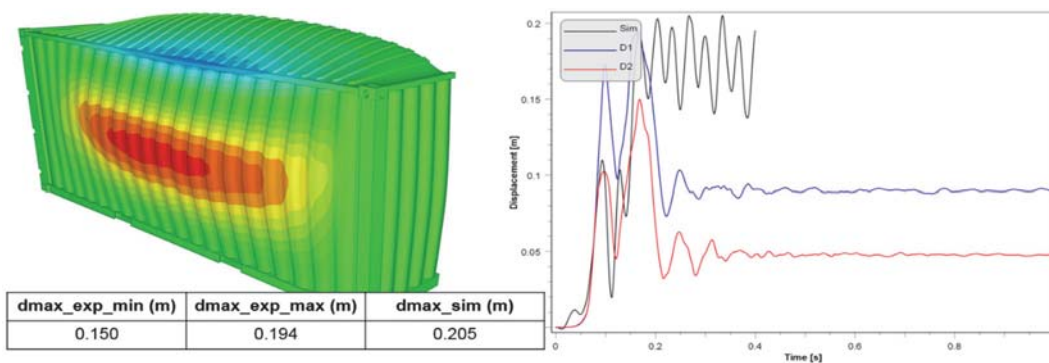 dmax_exp_min (m) dmax_exp_max (m) dmax_sim (m)
0.150 0.194 0.205
0.2
0.15
0.1
0.05
Displacement [m]
Sim
D1
D2
0 0.2 0.4 0.6 0.8
Time [s]